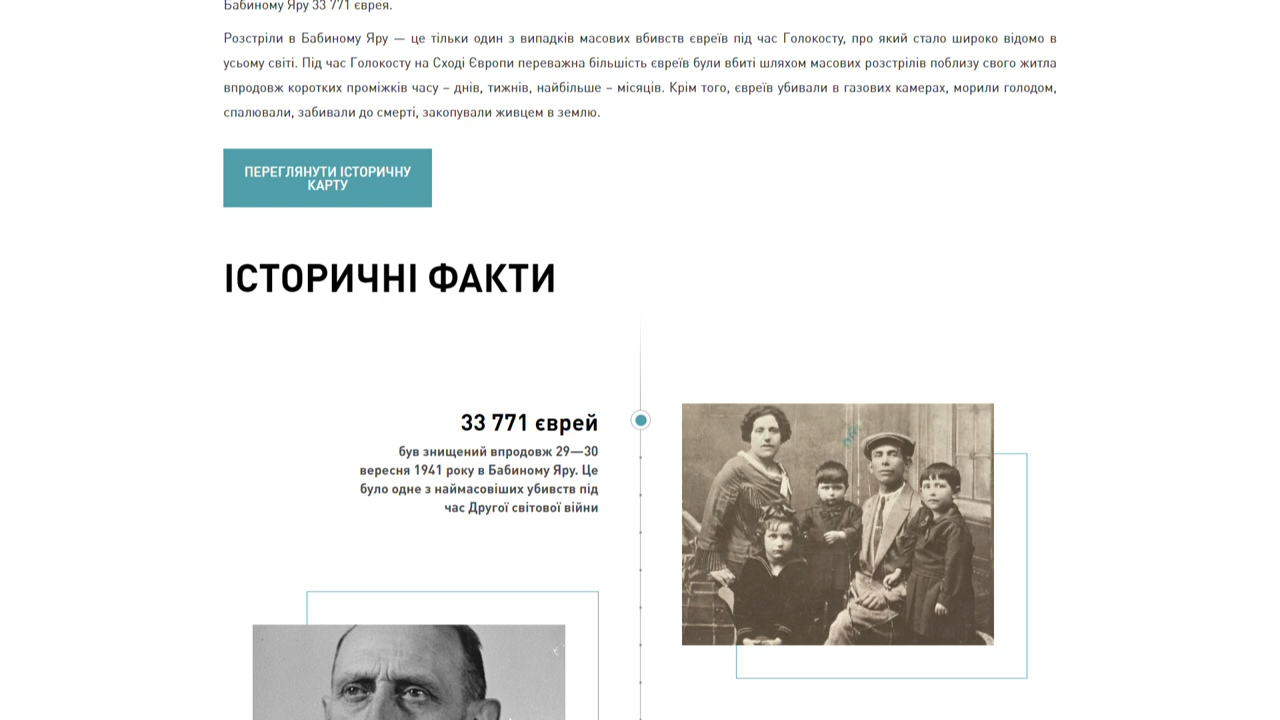 Бабиному Яру 33 771 єврея.
Розстріли в Бабиному Яру — це тільки один з випадків масових вбивств євреїв під час Голокосту, про який стало широко відомо в
усьому світі. Під час Голокосту на Сході Європи переважна більшість євреїв були вбиті шляхом масових розстрілів поблизу свого житла
впродовж коротких проміжків часу – днів, тижнів, найбільше – місяців. Крім того, євреїв убивали в газових камерах, морили голодом,
спалювали, забивали до смерті, закопували живцем в землю.
ПЕРЕГЛЯНУТИ ІСТОРИЧНУ
КАРТУ
ІСТОРИЧНІ ФАКТИ
33 771 єврей
був знищений впродовж 29—30
вересня 1941 року в Бабиному Яру. Це
було одне з наймасовіших убивств під
час Другої світової війни